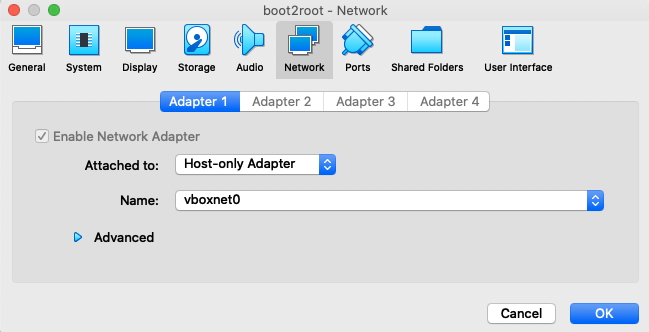 boot2root - Network
General System Display Storage Audio Network Ports Shared Folders User Interface
Adapter 1 Adapter 2 Adapter 3 Adapter 4
Enable Network Adapter
Attached to: Host-only Adapter
Name: vboxnet0
Advanced
Cancel OK